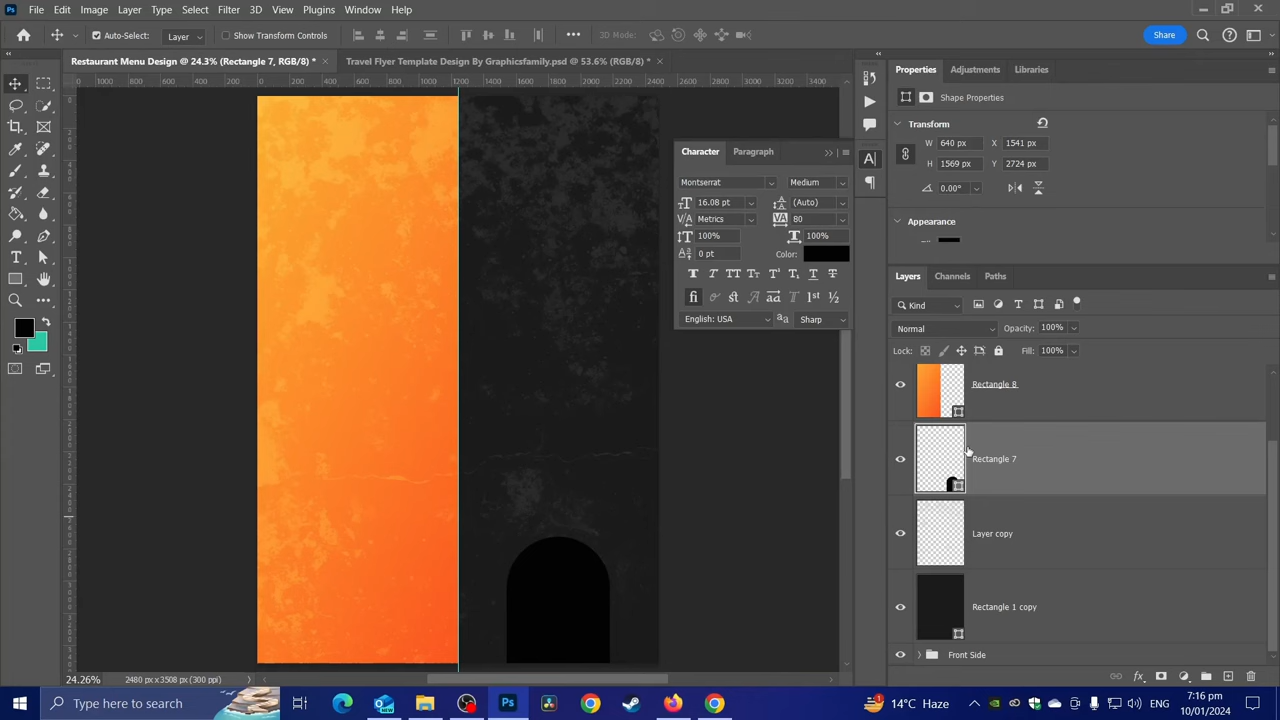 File Edit Image Layer Type Select Filter 3D View Plugins Window Help
Auto-Select: Layer Show Transform Controls 3D Mode: Share
Restaurant Menu Design @ 24.3% (Rectangle 7, RGB/8) * Travel Flyer Template Design By Graphicsfamily.psd @ 53.6% (RGB/8) *
Properties Adjustments Libraries
Shape Properties
Transform
W 640 px X 1541 px
H 1569 px Y 2724 px
0.00°
Appearance
Character Paragraph
Montserrat Medium
16.08 pt (Auto)
Metrics 80
100% 100%
0 pt Color:
English: USA Sharp
Layers Channels Paths
Kind
Normal Opacity: 100%
Lock: Fill: 100%
Rectangle 8
Rectangle 7
Layer copy
Rectangle 1 copy
Front Side
24.26% 2480 px x 3508 px (300 ppi)
Type here to search 14°C Haze 7:16 pm
10/01/2024